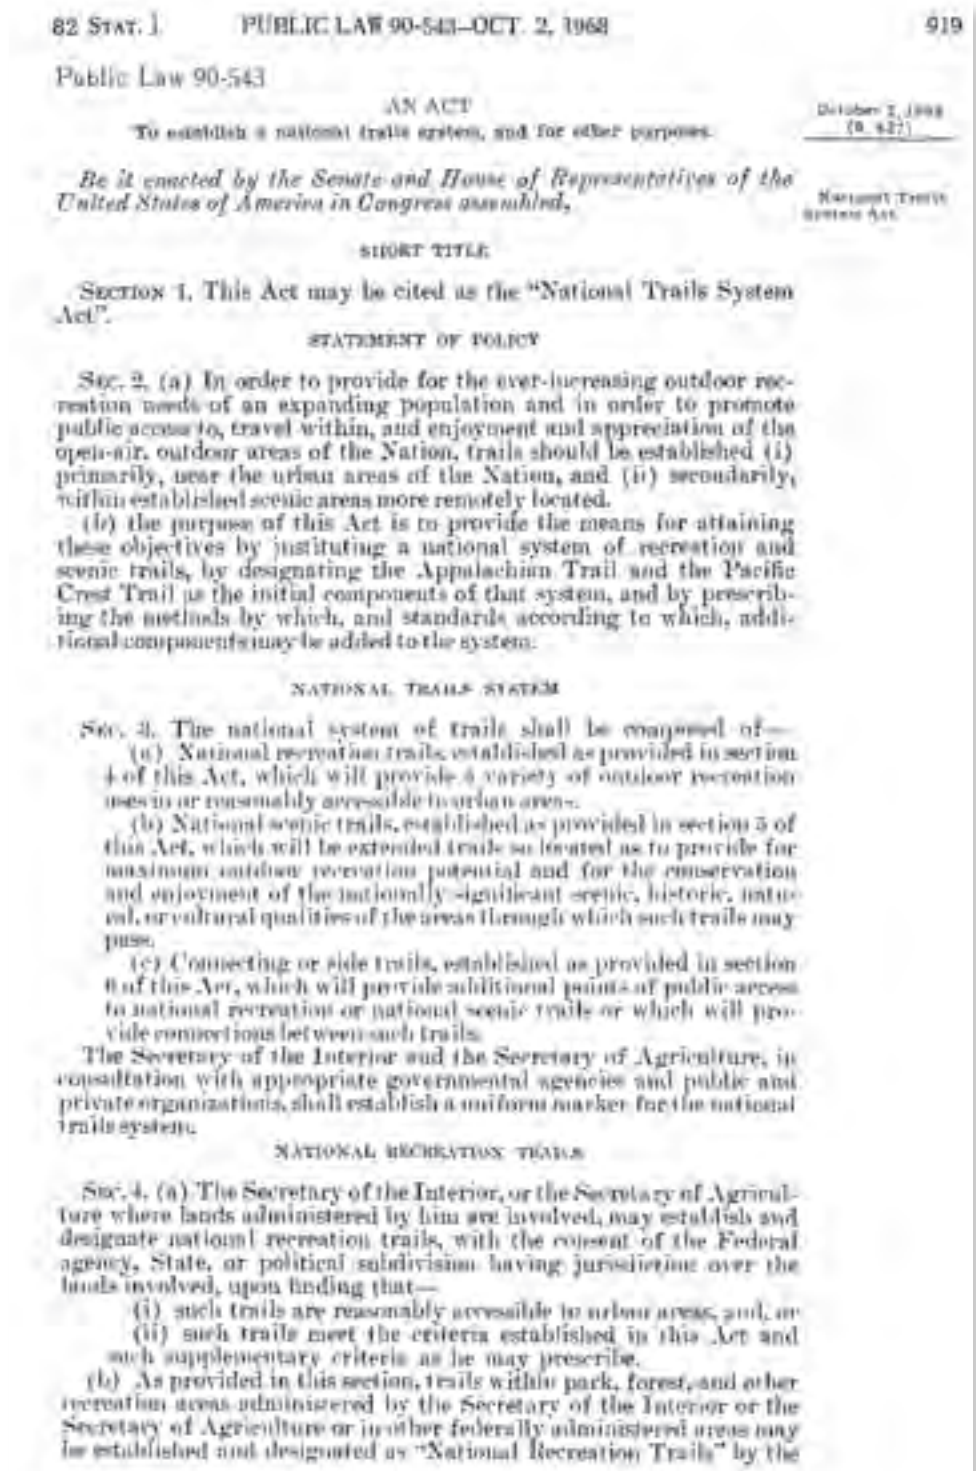 82 STAT. ]
PUBLIC LAW 90-543-OCT. 2, 1968
919
Public Law 90-543
AN ACT
To establish a national trails system, and for other purposes.
October 2, 1968
[S. 827]
Be it enacted by the Senate and House of Representatives of the
United States of America in Congress assembled,
National Trails
System Act.
SHORT TITLE
SECTION 1. This Act may be cited as the "National Trails System
Act".
STATEMENT OF POLICY
SEC. 2. (a) In order to provide for the ever-increasing outdoor rec-
reation needs of an expanding population and in order to promote
public access to, travel within, and enjoyment and appreciation of the
open-air, outdoor areas of the Nation, trails should be established (i)
primarily, near the urban areas of the Nation, and (ii) secondarily,
within established scenic areas more remotely located.
(b) the purpose of this Act is to provide the means for attaining
these objectives by instituting a national system of recreation and
scenic trails, by designating the Appalachian Trail and the Pacific
Crest Trail as the initial components of that system, and by prescrib-
ing the methods by which, and standards according to which, addi-
tional components may be added to the system.
NATIONAL TRAILS SYSTEM
SEC. 3. The national system of trails shall be composed of—
(a) National recreation trails, established as provided in section
4 of this Act, which will provide a variety of outdoor recreation
uses in or reasonably accessible to urban areas.
(b) National scenic trails, established as provided in section 5 of
this Act, which will be extended trails so located as to provide for
maximum outdoor recreation potential and for the conservation
and enjoyment of the nationally significant scenic, historic, natu-
ral, or cultural qualities of the areas through which such trails may
pass.
(c) Connecting or side trails, established as provided in section
6 of this Act, which will provide additional points of public access
to national recreation or national scenic trails or which will pro-
vide connections between such trails.
The Secretary of the Interior and the Secretary of Agriculture, in
consultation with appropriate governmental agencies and public and
private organizations, shall establish a uniform marker for the national
trails system.
NATIONAL RECREATION TRAILS
SEC. 4. (a) The Secretary of the Interior, or the Secretary of Agricul-
ture where lands administered by him are involved, may establish and
designate national recreation trails, with the consent of the Federal
agency, State, or political subdivision having jurisdiction over the
lands involved, upon finding that—
(i) such trails are reasonably accessible to urban areas, and, or
(ii) such trails meet the criteria established in this Act and
such supplementary criteria as he may prescribe.
(b) As provided in this section, trails within park, forest, and other
recreation areas administered by the Secretary of the Interior or the
Secretary of Agriculture or in other federally administered areas may
be established and designated as "National Recreation Trails" by the